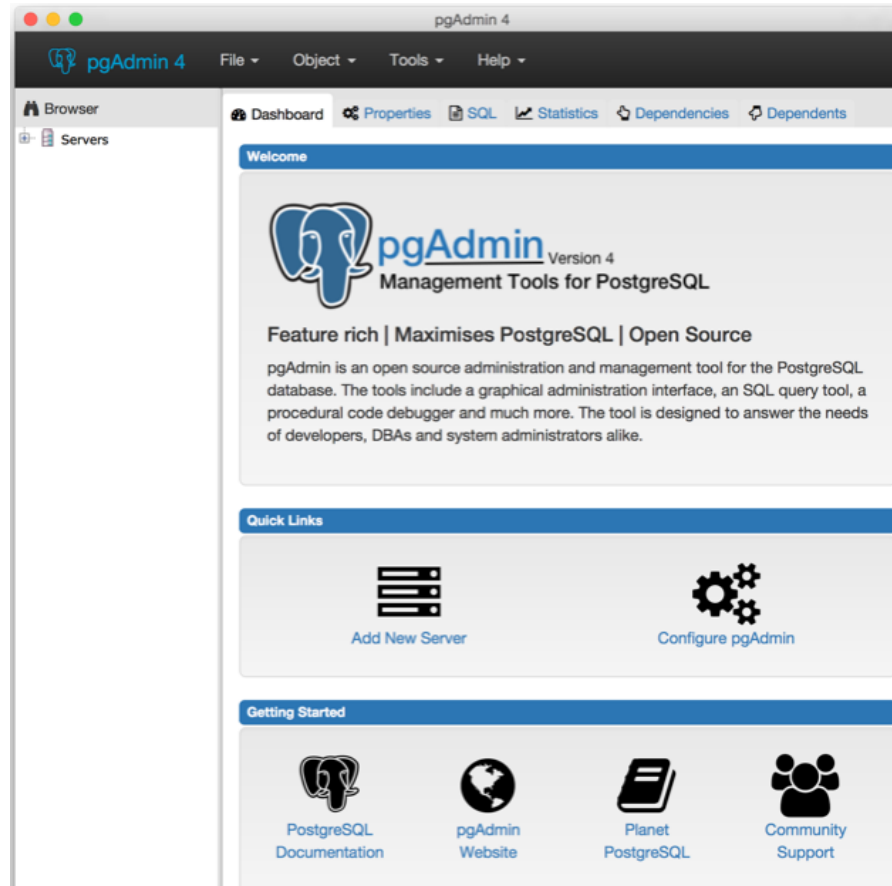 pgAdmin 4
pgAdmin 4 File Object Tools Help
Browser
Servers
Dashboard Properties SQL Statistics Dependencies Dependents
Welcome
pgAdmin Version 4
Management Tools for PostgreSQL
Feature rich | Maximises PostgreSQL | Open Source
pgAdmin is an open source administration and management tool for the PostgreSQL
database. The tools include a graphical administration interface, an SQL query tool, a
procedural code debugger and much more. The tool is designed to answer the needs
of developers, DBAs and system administrators alike.
Quick Links
Add New Server Configure pgAdmin
Getting Started
PostgreSQL
Documentation
pgAdmin
Website
Planet
PostgreSQL
Community
Support